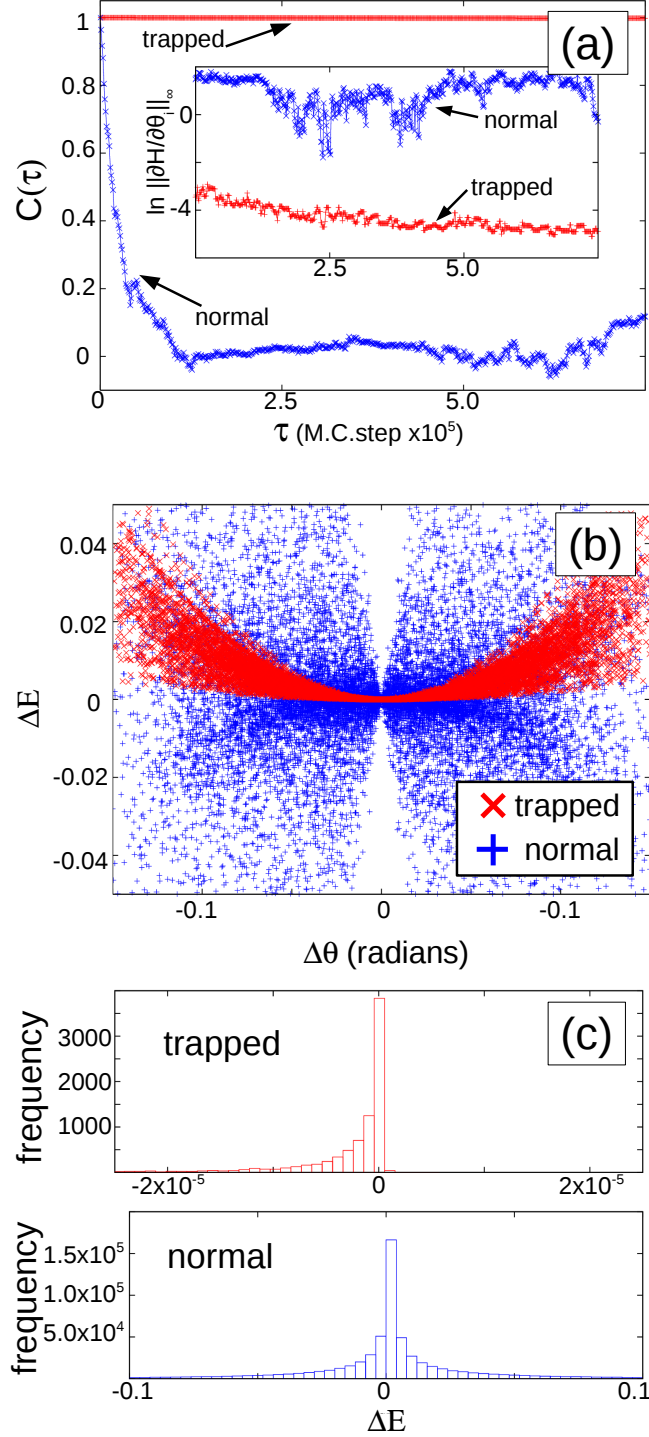 (a)
trapped
normal
1
0.8
0.6
0.4
0.2
0
C(τ)
0
2.5
5.0
τ (M.C.step x10⁵)
ln ||∂H/∂θᵢ||∞
0
-4
normal
trapped
2.5
5.0
(b)
0.04
0.02
0
-0.02
-0.04
ΔE
trapped
normal
-0.1
0
-0.1
Δθ (radians)
(c)
trapped
frequency
3000
2000
1000
-2x10⁻⁵
0
2x10⁻⁵
normal
frequency
1.5x10⁵
1.0x10⁵
5.0x10⁴
-0.1
0
0.1
ΔE